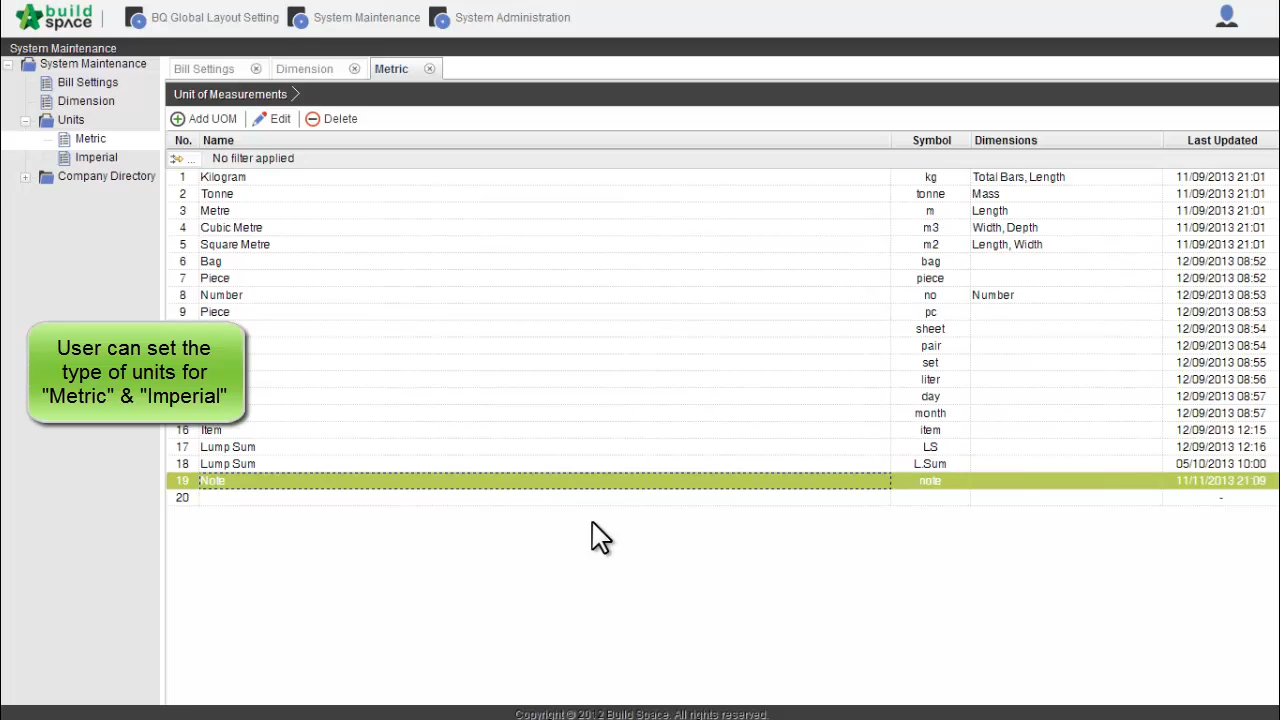 build space
BQ Global Layout Setting
System Maintenance
System Administration
System Maintenance
System Maintenance
Bill Settings
Dimension
Units
Metric
Imperial
Company Directory
Bill Settings
Dimension
Metric
Unit of Measurements
Add UOM
Edit
Delete
No. Name Symbol Dimensions Last Updated
... No filter applied
1 Kilogram kg Total Bars, Length 11/09/2013 21:01
2 Tonne tonne Mass 11/09/2013 21:01
3 Metre m Length 11/09/2013 21:01
4 Cubic Metre m3 Width, Depth 11/09/2013 21:01
5 Square Metre m2 Length, Width 11/09/2013 21:01
6 Bag bag 12/09/2013 08:52
7 Piece piece 12/09/2013 08:52
8 Number no Number 12/09/2013 08:53
9 Piece pc 12/09/2013 08:53
sheet 12/09/2013 08:54
pair 12/09/2013 08:54
set 12/09/2013 08:55
liter 12/09/2013 08:56
day 12/09/2013 08:57
month 12/09/2013 08:57
16 Item item 12/09/2013 12:15
17 Lump Sum LS 12/09/2013 12:16
18 Lump Sum L.Sum 05/10/2013 10:00
19 Note note 11/11/2013 21:09
20 -
User can set the
type of units for
"Metric" & "Imperial"
Copyright © 2012 Build Space. All rights reserved.